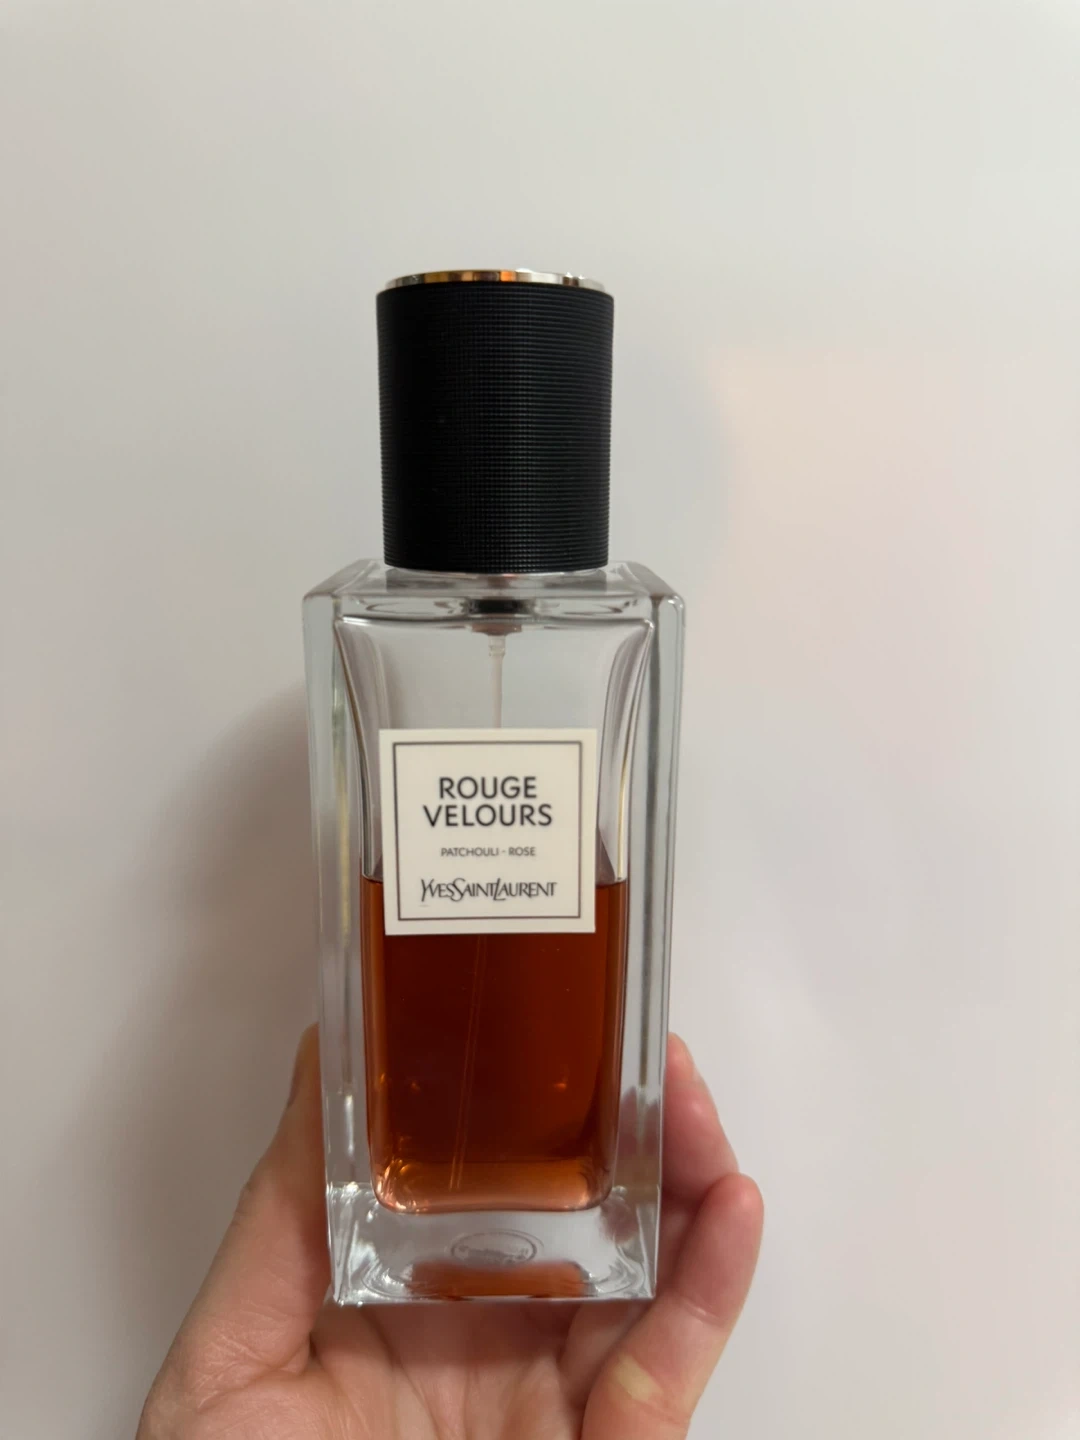 ROUGE
VELOURS
PATCHOULI - ROSE
YVESSAINTLAURENT